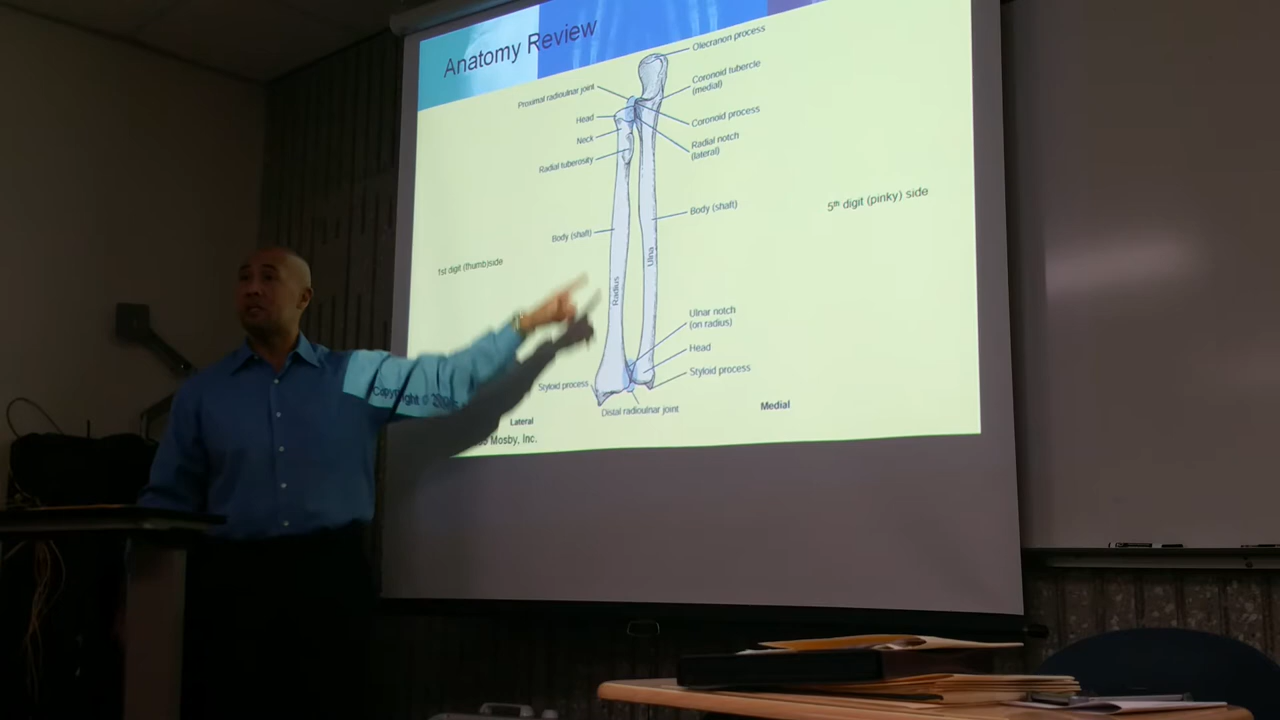 Anatomy Review
Olecranon process
Proximal radioulnar joint
Coronoid tubercle
(medial)
Head
Coronoid process
Neck
Radial notch
(lateral)
Radial tuberosity
5th digit (pinky) side
Body (shaft)
Body (shaft)
1st digit (thumb)side
Ulna
Radius
Ulnar notch
(on radius)
Head
Styloid process
Styloid process
Distal radioulnar joint
Medial
Lateral
Copyright ©
Mosby, Inc.